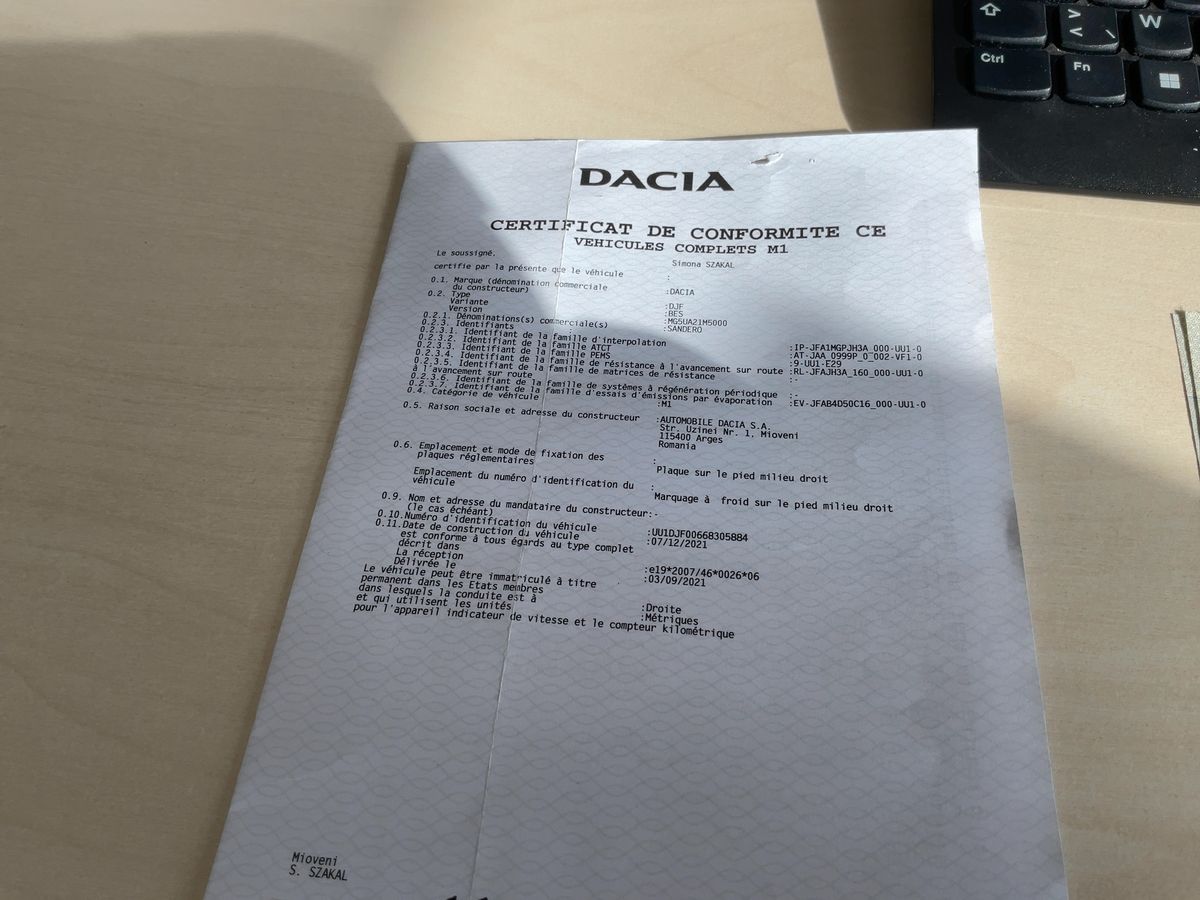 W
Ctrl
Fn
DACIA
CERTIFICAT DE CONFORMITE CE
VEHICULES COMPLETS M1
Le soussigné,
Simona SZAKAL
certifie par la présente que le véhicule :
0.1. Marque (dénomination commerciale
du constructeur) :DACIA
0.2. Type :DJF
Variante :BES
Version :MG5UA21M5000
0.2.1. Dénominations(s) commerciale(s) :SANDERO
0.2.3. Identifiants :
0.2.3.1. Identifiant de la famille d'interpolation :IP-JFA1MGPJH3A_000-UU1-0
0.2.3.2. Identifiant de la famille ATCT :AT-JAA_0999P_0_002-VF1-0
0.2.3.3. Identifiant de la famille PEMS :9-UU1-E29
0.2.3.4. Identifiant de la famille de résistance à l'avancement sur route :RL-JFAJH3A_160_000-UU1-0
0.2.3.5. Identifiant de la famille de matrices de résistance :-
à l'avancement sur route
0.2.3.6. Identifiant de la famille de systèmes à régénération périodique :-
0.2.3.7. Identifiant de la famille d'essais d'émissions par évaporation :EV-JFAB4D50C16_000-UU1-0
0.4. Catégorie de véhicule :M1
0.5. Raison sociale et adresse du constructeur :AUTOMOBILE DACIA S.A.
Str. Uzinei Nr. 1, Mioveni
115400 Arges
Romania
0.6. Emplacement et mode de fixation des :
plaques réglementaires Plaque sur le pied milieu droit
Emplacement du numéro d'identification du :
véhicule Marquage à froid sur le pied milieu droit
0.9. Nom et adresse du mandataire du constructeur:-
(le cas échéant)
0.10.Numéro d'identification du véhicule :UU1DJF00668305884
0.11.Date de construction du véhicule :07/12/2021
est conforme à tous égards au type complet
décrit dans
La réception :e19*2007/46*0026*06
Délivrée le :03/09/2021
Le véhicule peut être immatriculé à titre
permanent dans les Etats membres
dans lesquels la conduite est à :Droite
et qui utilisent les unités :Métriques
pour l'appareil indicateur de vitesse et le compteur kilométrique
Mioveni
S. SZAKAL